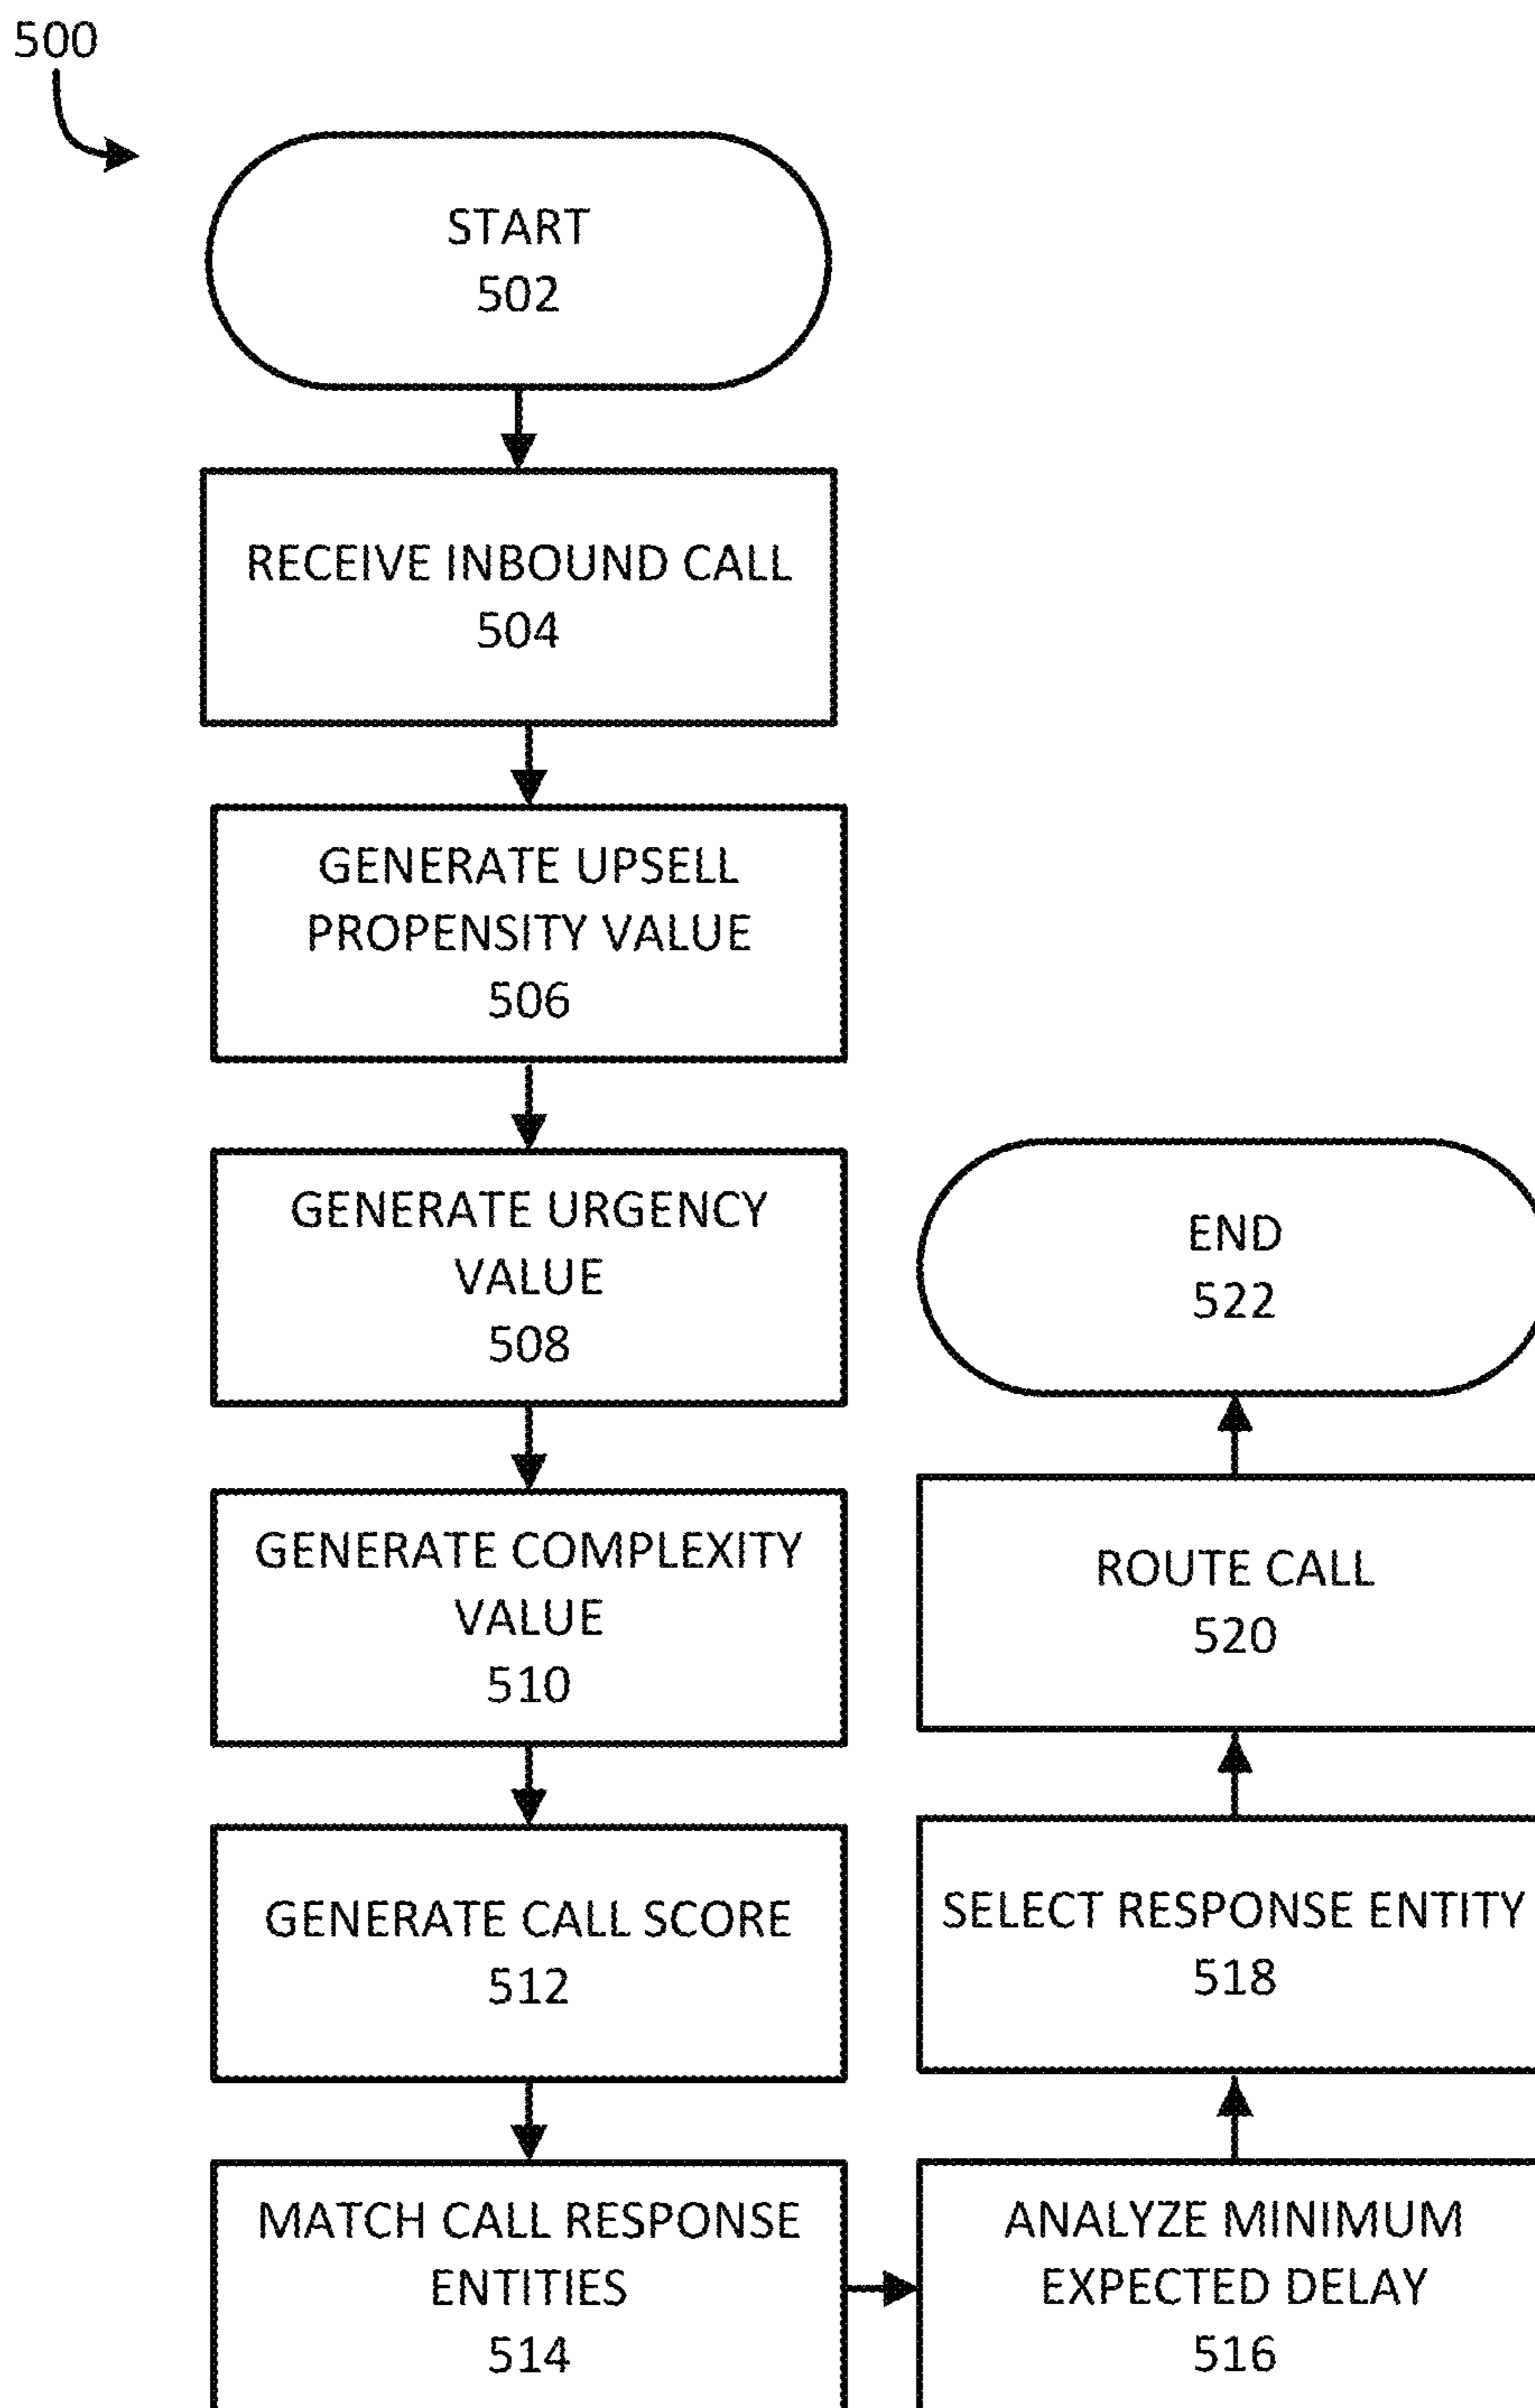 500
START
502
RECEIVE INBOUND CALL
504
GENERATE UPSELL
PROPENSITY VALUE
506
GENERATE URGENCY
VALUE
508
GENERATE COMPLEXITY
VALUE
510
GENERATE CALL SCORE
512
MATCH CALL RESPONSE
ENTITIES
514
ANALYZE MINIMUM
EXPECTED DELAY
516
SELECT RESPONSE ENTITY
518
ROUTE CALL
520
END
522